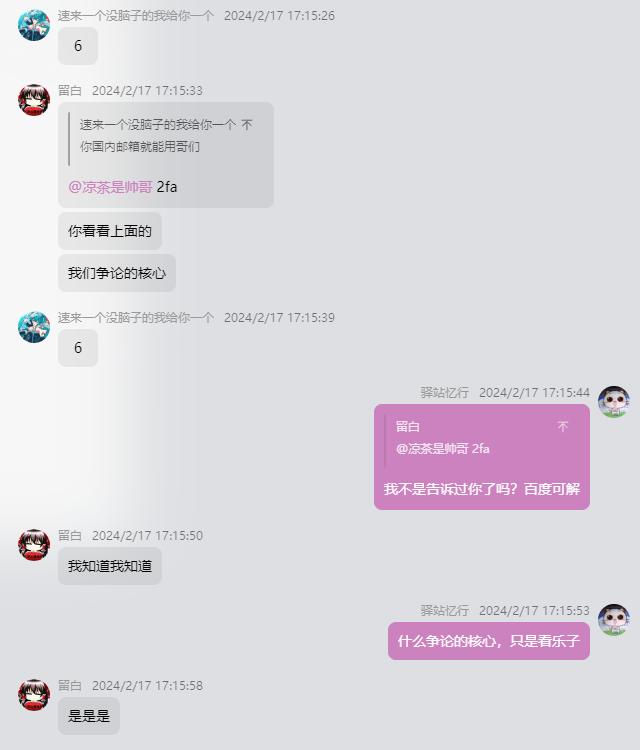 速来一个没脑子的我给你一个 2024/2/17 17:15:26
6
留白 2024/2/17 17:15:33
速来一个没脑子的我给你一个
你国内邮箱就能用哥们
@凉茶是帅哥 2fa
你看看上面的
我们争论的核心
速来一个没脑子的我给你一个 2024/2/17 17:15:39
6
驿站忆行 2024/2/17 17:15:44
留白
@凉茶是帅哥 2fa
我不是告诉过你了吗？百度可解
留白 2024/2/17 17:15:50
我知道我知道
驿站忆行 2024/2/17 17:15:53
什么争论的核心，只是看乐子
留白 2024/2/17 17:15:58
是是是